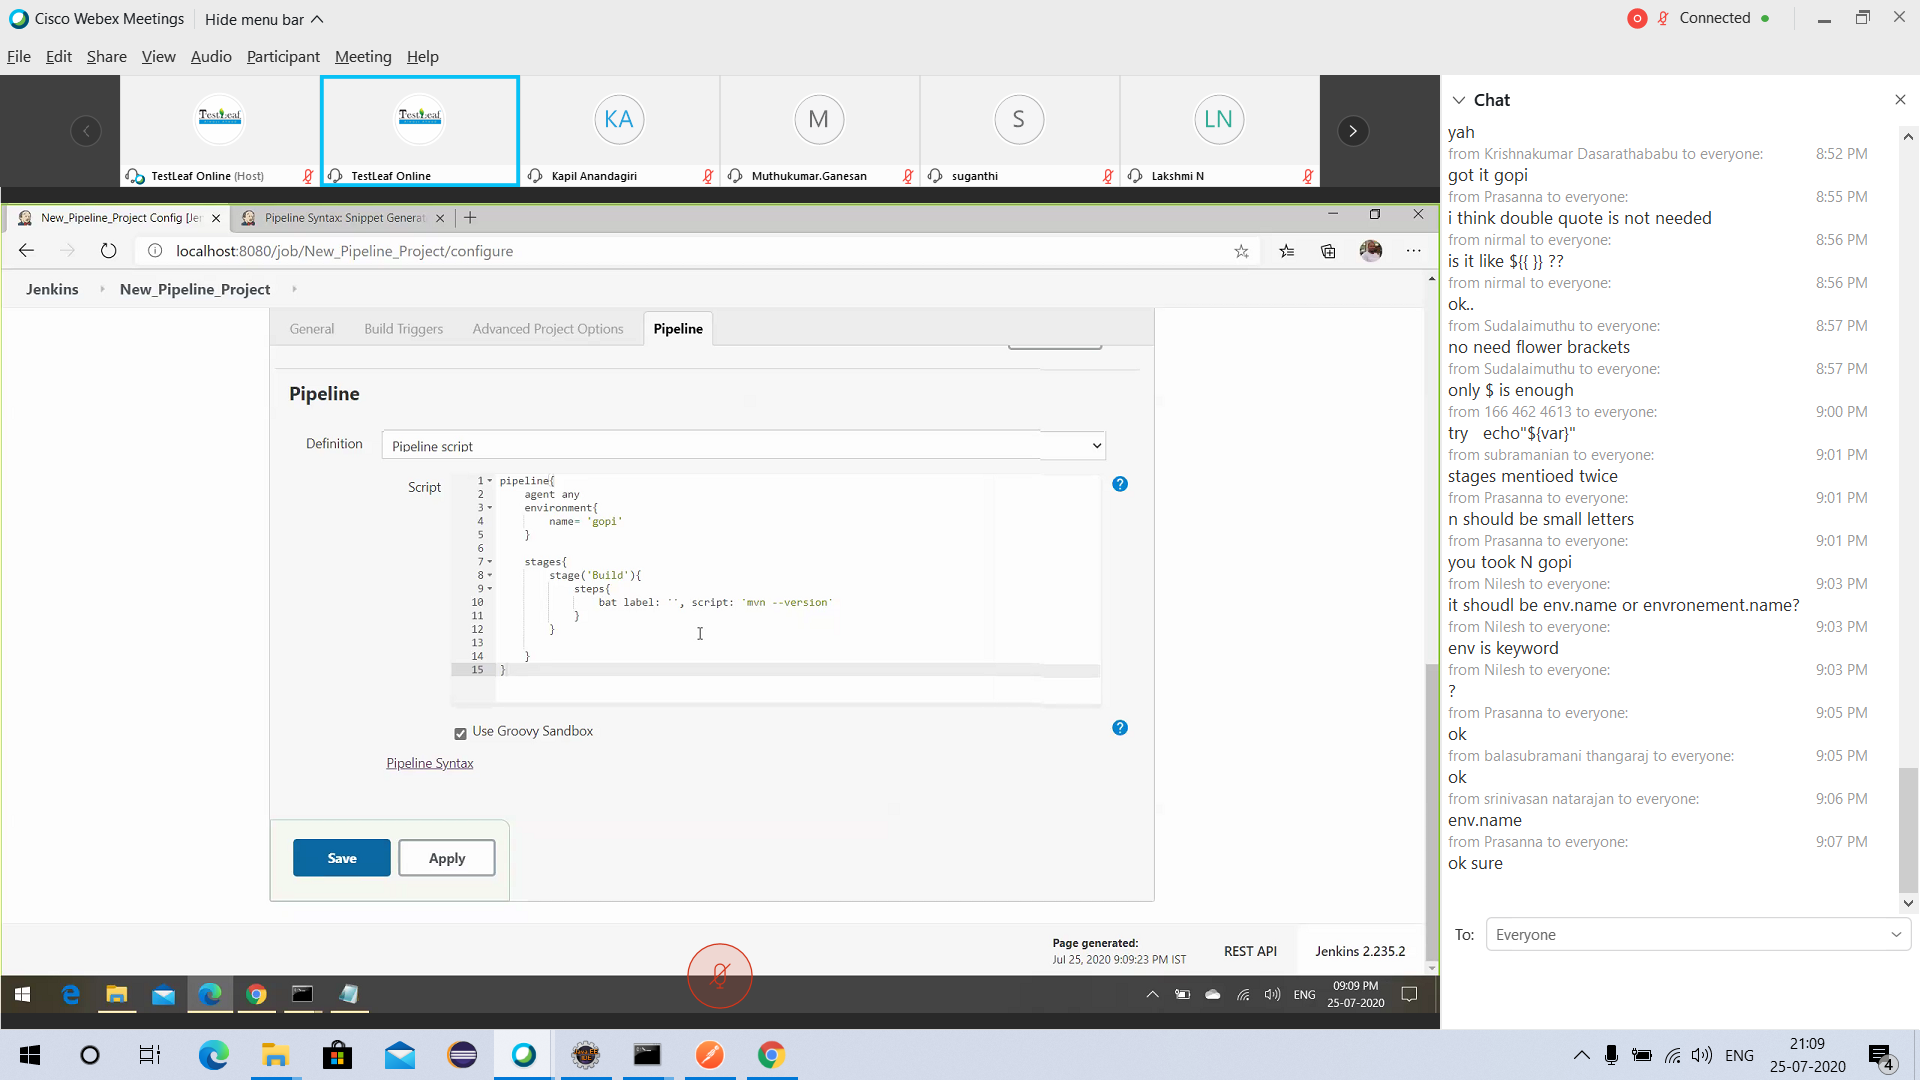 Cisco Webex Meetings
Hide menu bar
Connected
File Edit Share View Audio Participant Meeting Help
TestLeaf
TestLeaf
KA
M
S
LN
TestLeaf Online (Host)
TestLeaf Online
Kapil Anandagiri
Muthukumar.Ganesan
suganthi
Lakshmi N
New_Pipeline_Project Config [Jer
Pipeline Syntax: Snippet Generat
localhost:8080/job/New_Pipeline_Project/configure
Jenkins
New_Pipeline_Project
General
Build Triggers
Advanced Project Options
Pipeline
Pipeline
Definition
Pipeline script
Script
1 pipeline{
2 agent any
3 environment{
4 name= 'gopi'
5 }
6
7 stages{
8 stage('Build'){
9 steps{
10 bat label: '', script: 'mvn --version'
11 }
12 }
13
14 }
15 }
Use Groovy Sandbox
Pipeline Syntax
Save
Apply
Page generated:
Jul 25, 2020 9:09:23 PM IST
REST API
Jenkins 2.235.2
ENG
09:09 PM
25-07-2020
Chat
yah
from Krishnakumar Dasarathababu to everyone: 8:52 PM
got it gopi
from Prasanna to everyone: 8:55 PM
i think double quote is not needed
from nirmal to everyone: 8:56 PM
is it like ${{ }} ??
from nirmal to everyone: 8:56 PM
ok..
from Sudalaimuthu to everyone: 8:57 PM
no need flower brackets
from Sudalaimuthu to everyone: 8:57 PM
only $ is enough
from 166 462 4613 to everyone: 9:00 PM
try echo"${var}"
from subramanian to everyone: 9:01 PM
stages mentioed twice
from Prasanna to everyone: 9:01 PM
n should be small letters
from Prasanna to everyone: 9:01 PM
you took N gopi
from Nilesh to everyone: 9:03 PM
it shoudl be env.name or envronement.name?
from Nilesh to everyone: 9:03 PM
env is keyword
from Nilesh to everyone: 9:03 PM
?
from Prasanna to everyone: 9:05 PM
ok
from balasubramani thangaraj to everyone: 9:05 PM
ok
from srinivasan natarajan to everyone: 9:06 PM
env.name
from Prasanna to everyone: 9:07 PM
ok sure
To: Everyone
ENG
21:09
25-07-2020
4